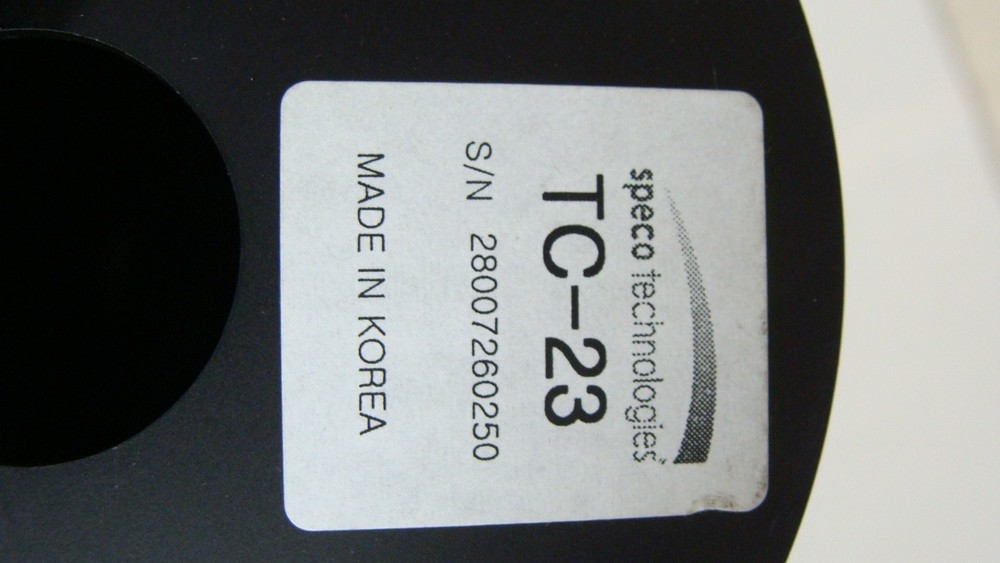 speco technologies
TC-23
S/N 28007260250
MADE IN KOREA